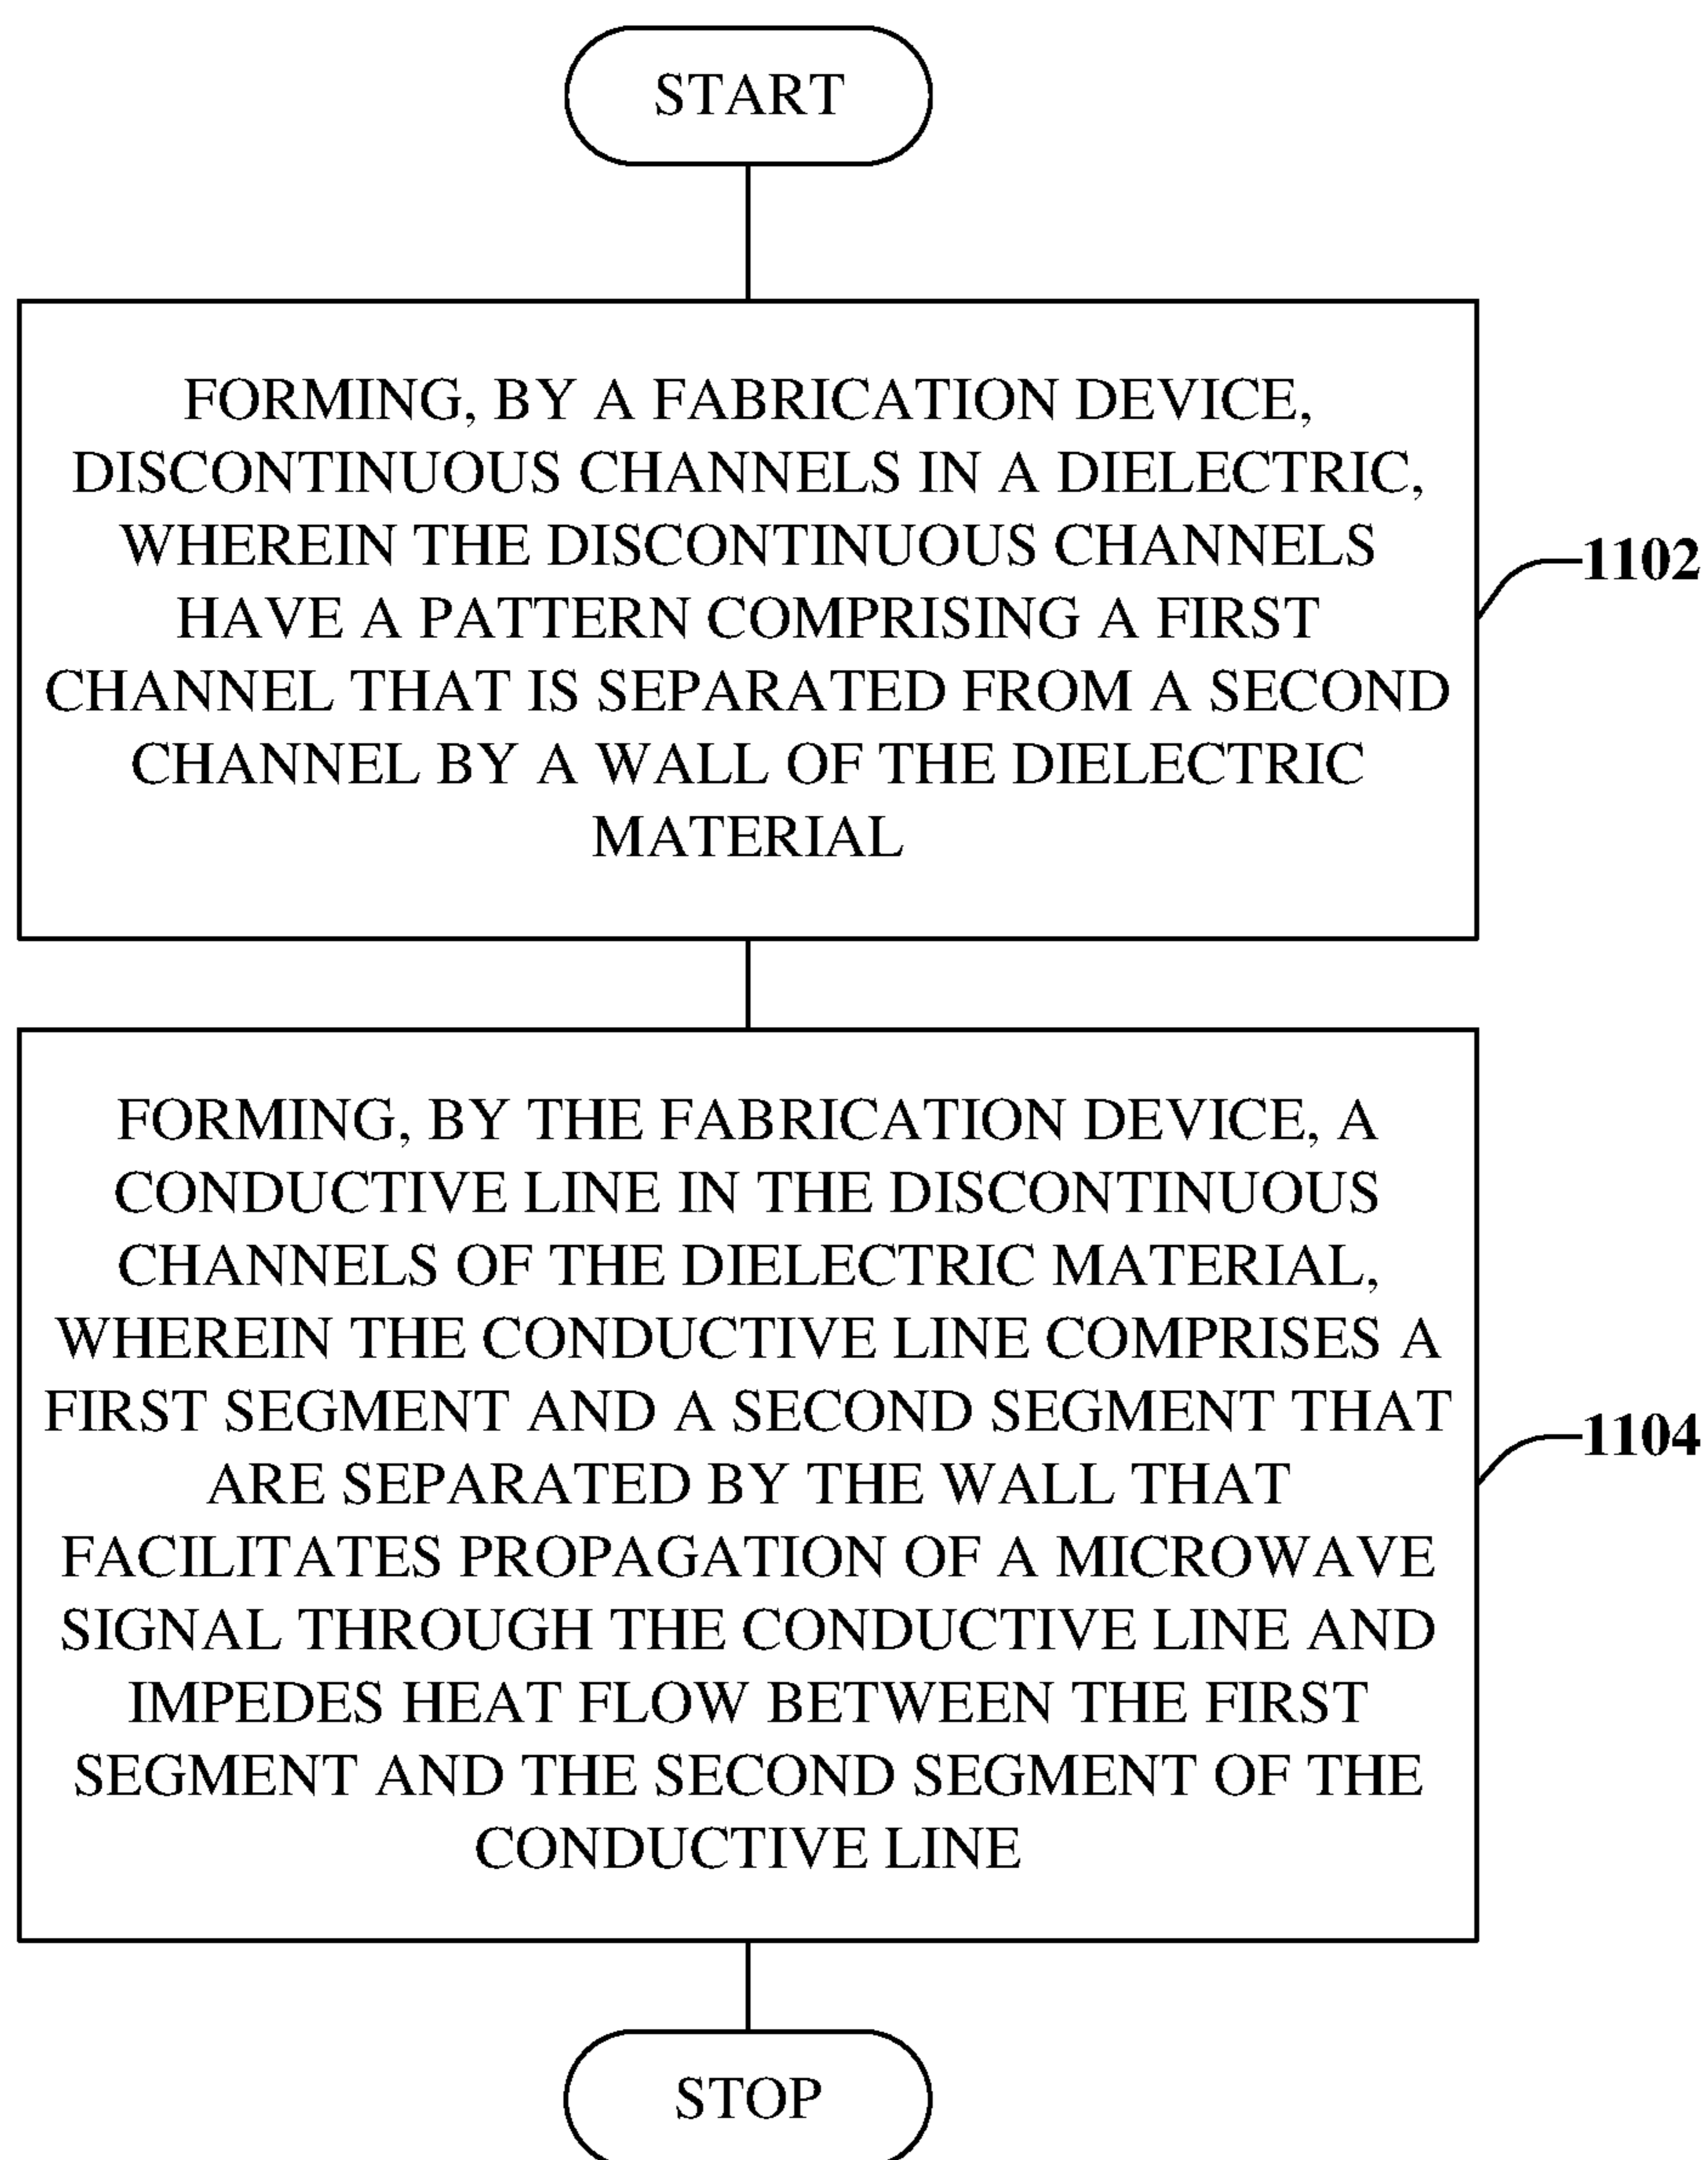 START
FORMING, BY A FABRICATION DEVICE,
DISCONTINUOUS CHANNELS IN A DIELECTRIC,
WHEREIN THE DISCONTINUOUS CHANNELS
HAVE A PATTERN COMPRISING A FIRST
CHANNEL THAT IS SEPARATED FROM A SECOND
CHANNEL BY A WALL OF THE DIELECTRIC
MATERIAL
1102
FORMING, BY THE FABRICATION DEVICE, A
CONDUCTIVE LINE IN THE DISCONTINUOUS
CHANNELS OF THE DIELECTRIC MATERIAL,
WHEREIN THE CONDUCTIVE LINE COMPRISES A
FIRST SEGMENT AND A SECOND SEGMENT THAT
ARE SEPARATED BY THE WALL THAT
FACILITATES PROPAGATION OF A MICROWAVE
SIGNAL THROUGH THE CONDUCTIVE LINE AND
IMPEDES HEAT FLOW BETWEEN THE FIRST
SEGMENT AND THE SECOND SEGMENT OF THE
CONDUCTIVE LINE
1104
STOP